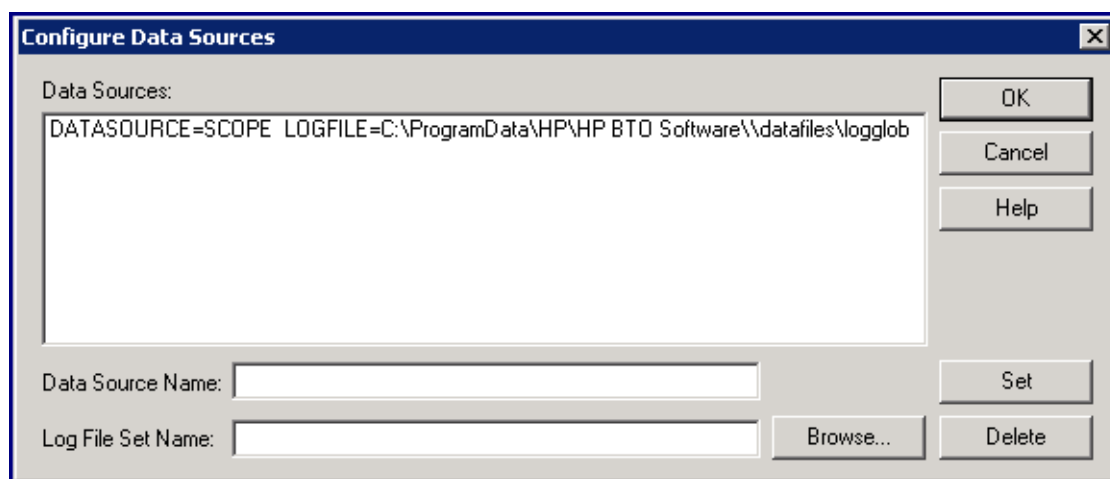 Configure Data Sources
Data Sources:
OK
DATASOURCE=SCOPE  LOGFILE=C:\ProgramData\HP\HP BTO Software\\datafiles\logglob
Cancel
Help
Data Source Name:
Set
Log File Set Name:
Browse...
Delete